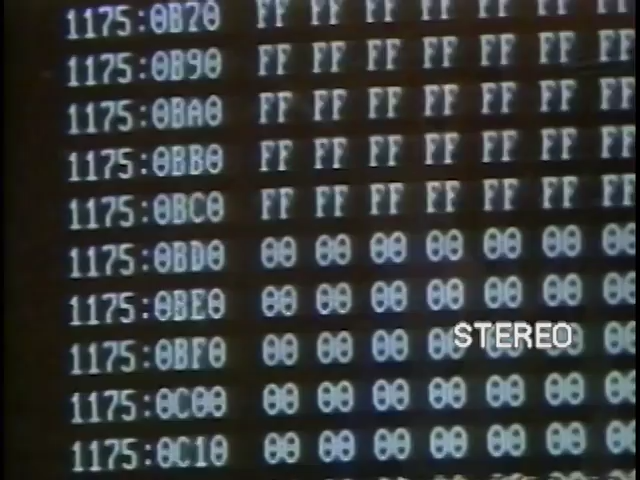 1175:0B70 FF FF FF FF FF FF FF
1175:0B90 FF FF FF FF FF FF FF
1175:0BA0 FF FF FF FF FF FF FF
1175:0BB0 FF FF FF FF FF FF FF
1175:0BC0 FF FF FF FF FF FF FF
1175:0BD0 00 00 00 00 00 00 00
1175:0BE0 00 00 00 00 00 00 00
1175:0BF0 00 00 00 00 00 00 00
STEREO
1175:0C00 00 00 00 00 00 00 00
1175:0C10 00 00 00 00 00 00 00